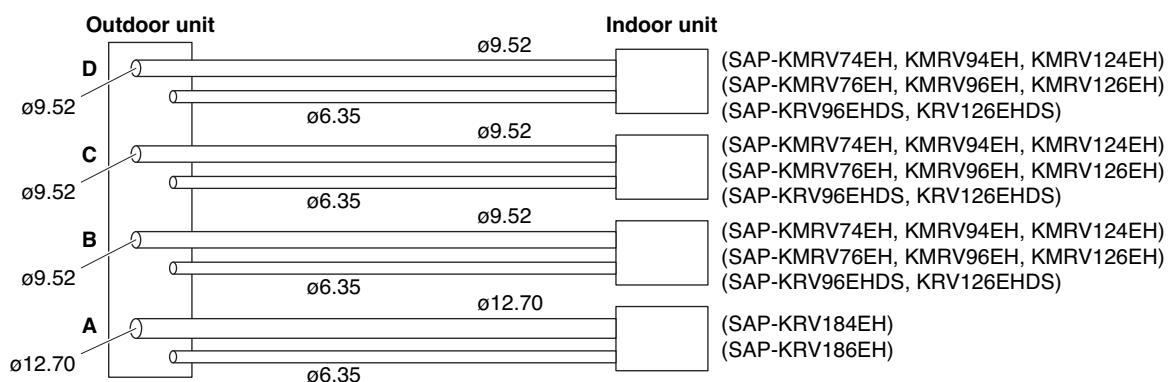 Outdoor unit
Indoor unit
D
ø9.52
ø9.52
ø6.35
(SAP-KMRV74EH, KMRV94EH, KMRV124EH)
(SAP-KMRV76EH, KMRV96EH, KMRV126EH)
(SAP-KRV96EHDS, KRV126EHDS)
C
ø9.52
ø9.52
ø6.35
(SAP-KMRV74EH, KMRV94EH, KMRV124EH)
(SAP-KMRV76EH, KMRV96EH, KMRV126EH)
(SAP-KRV96EHDS, KRV126EHDS)
B
ø9.52
ø9.52
ø6.35
(SAP-KMRV74EH, KMRV94EH, KMRV124EH)
(SAP-KMRV76EH, KMRV96EH, KMRV126EH)
(SAP-KRV96EHDS, KRV126EHDS)
A
ø12.70
ø12.70
ø6.35
(SAP-KRV184EH)
(SAP-KRV186EH)